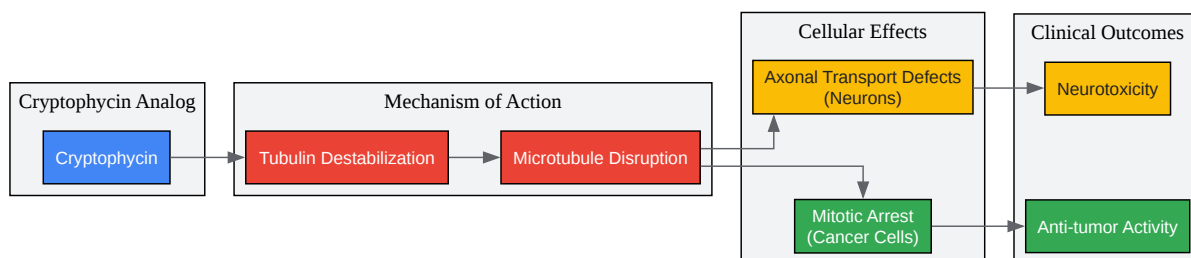 Cryptophycin Analog
Cryptophycin
Mechanism of Action
Tubulin Destabilization
Microtubule Disruption
Cellular Effects
Axonal Transport Defects
(Neurons)
Mitotic Arrest
(Cancer Cells)
Clinical Outcomes
Neurotoxicity
Anti-tumor Activity